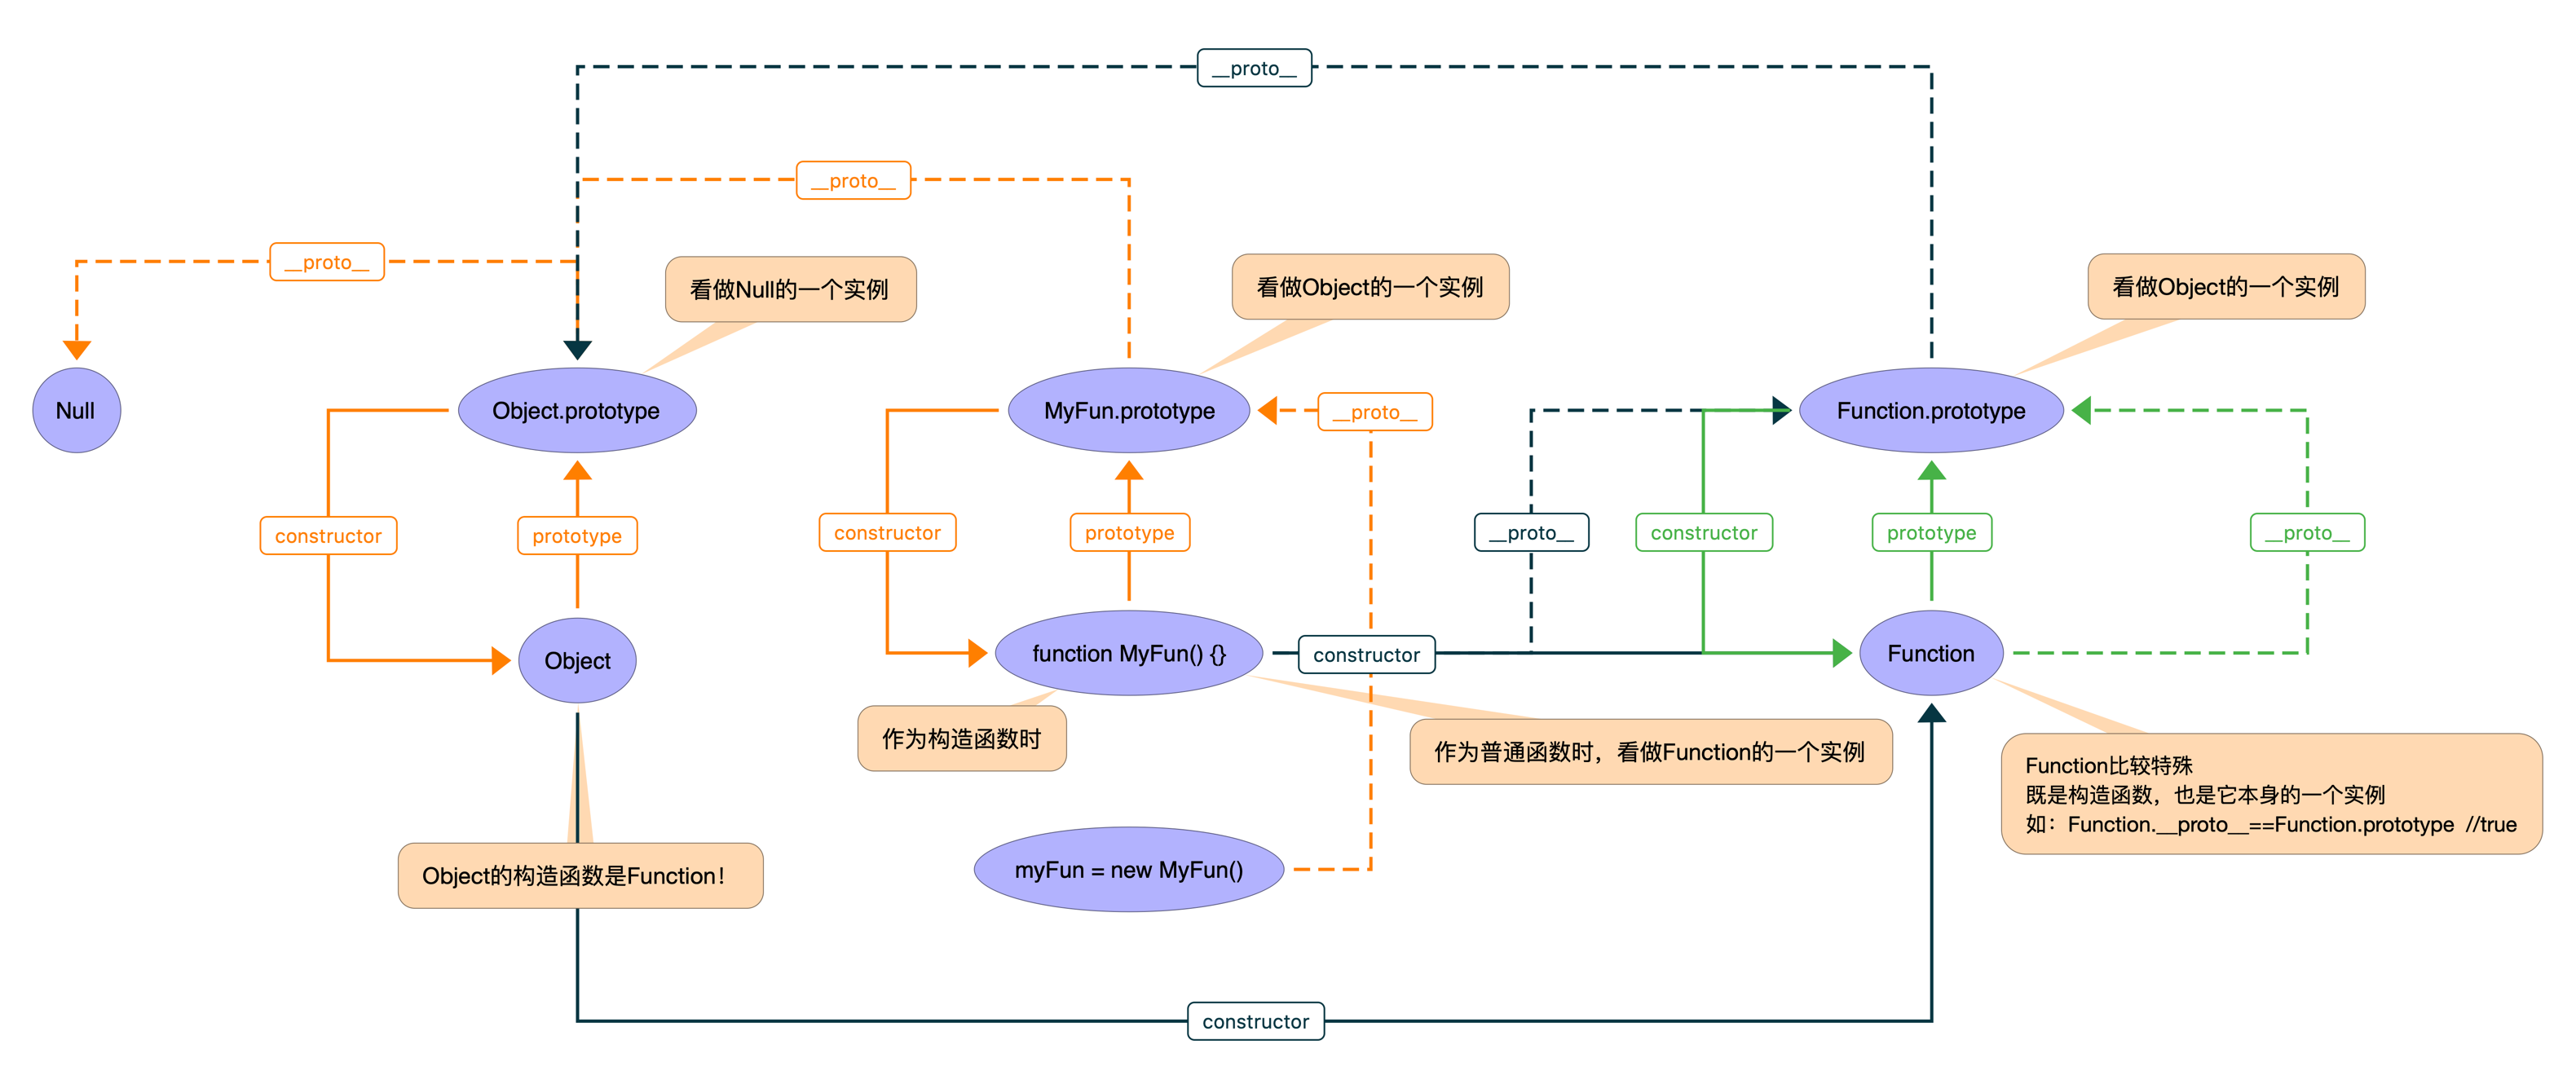 __proto__
__proto__
__proto__
看做Null的一个实例
看做Object的一个实例
看做Object的一个实例
Null
Object.prototype
MyFun.prototype
__proto__
Function.prototype
constructor
prototype
constructor
prototype
__proto__
constructor
prototype
__proto__
Object
function MyFun() {}
constructor
Function
作为构造函数时
作为普通函数时，看做Function的一个实例
Function比较特殊
既是构造函数，也是它本身的一个实例
如：Function.__proto__==Function.prototype //true
Object的构造函数是Function！
myFun = new MyFun()
constructor